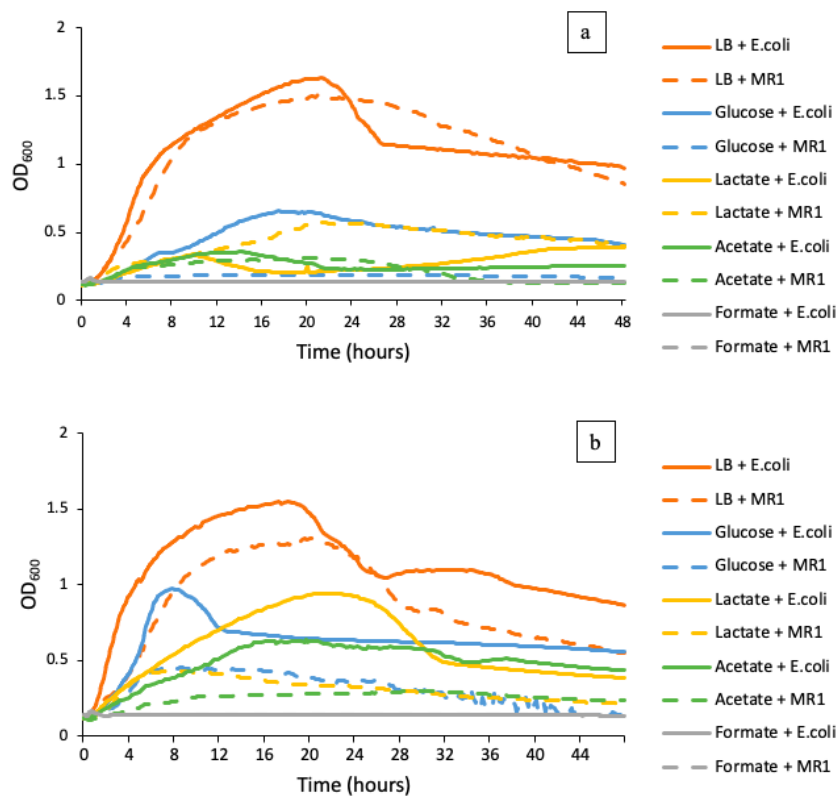 a
2
1.5
1
0.5
0
OD600
0 4 8 12 16 20 24 28 32 36 40 44 48
Time (hours)
LB + E.coli
LB + MR1
Glucose + E.coli
Glucose + MR1
Lactate + E.coli
Lactate + MR1
Acetate + E.coli
Acetate + MR1
Formate + E.coli
Formate + MR1
b
2
1.5
1
0.5
0
OD600
0 4 8 12 16 20 24 28 32 36 40 44
Time (hours)
LB + E.coli
LB + MR1
Glucose + E.coli
Glucose + MR1
Lactate + E.coli
Lactate + MR1
Acetate + E.coli
Acetate + MR1
Formate + E.coli
Formate + MR1